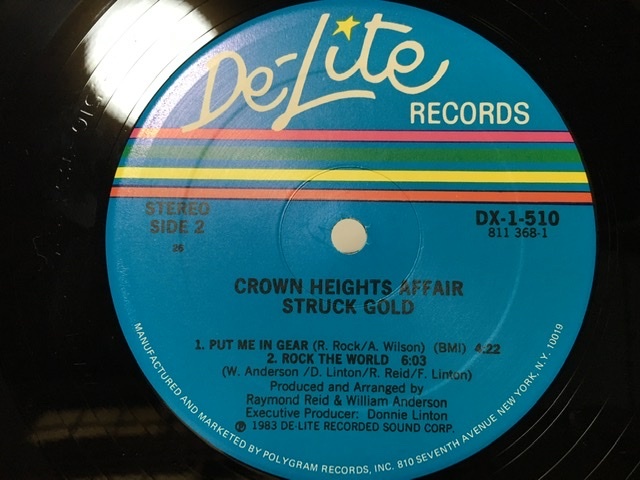 De-Lite
RECORDS
STEREO
SIDE 2
26
DX-1-510
811 368-1
CROWN HEIGHTS AFFAIR
STRUCK GOLD
1. PUT ME IN GEAR (R. Rock/A. Wilson) (BMI) 4:22
2. ROCK THE WORLD 6:03
(W. Anderson /D. Linton/R. Reid/F. Linton)
Produced and Arranged by
Raymond Reid & William Anderson
Executive Producer: Donnie Linton
℗ 1983 DE-LITE RECORDED SOUND CORP.
MANUFACTURED AND MARKETED BY POLYGRAM RECORDS, INC. 810 SEVENTH AVENUE NEW YORK, N.Y. 10019